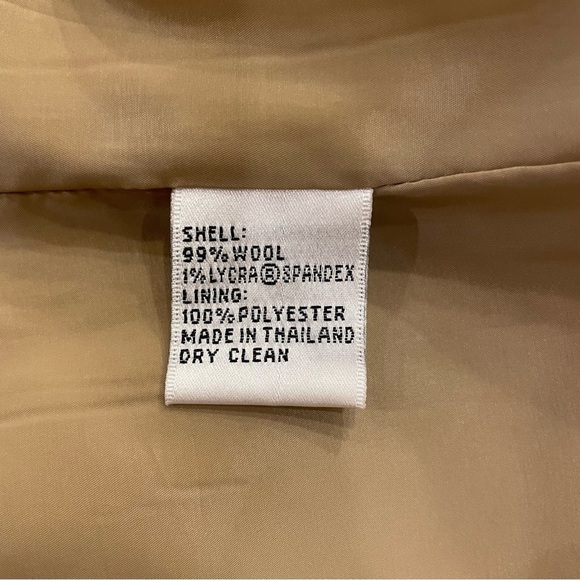 SHELL:
99% WOOL
1% LYCRA®SPANDEX
LINING:
100% POLYESTER
MADE IN THAILAND
DRY CLEAN